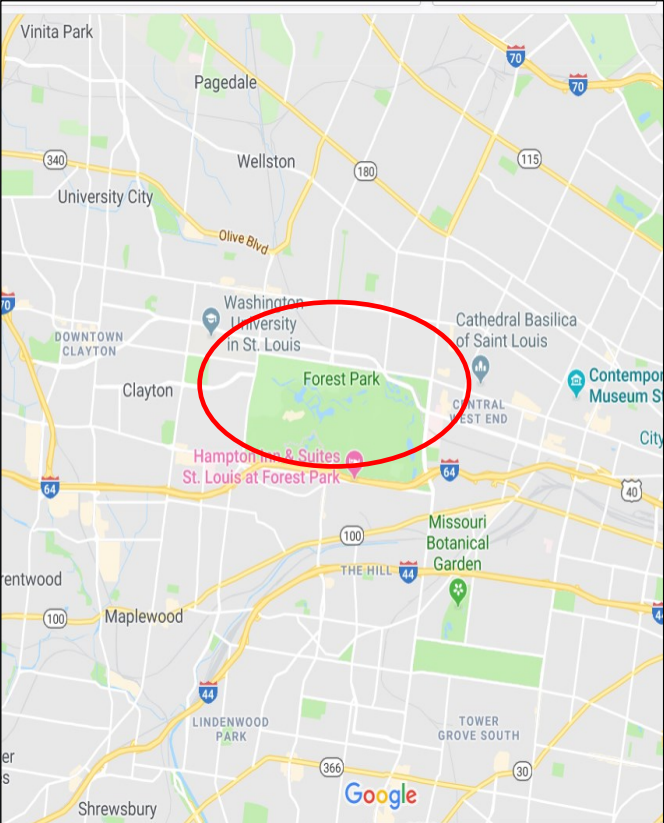 Vinita Park
70
70
Pagedale
340
Wellston
180
115
University City
Olive Blvd
70
Washington
University
in St. Louis
Cathedral Basilica
of Saint Louis
DOWNTOWN
CLAYTON
Forest Park
Contempor
Museum S
Clayton
CENTRAL
WEST END
City
Hampton Inn & Suites
St. Louis at Forest Park
64
64
40
100
Missouri
Botanical
Garden
THE HILL
44
rentwood
100
Maplewood
44
LINDENWOOD
PARK
TOWER
GROVE SOUTH
er
s
366
30
Google
Shrewsbury